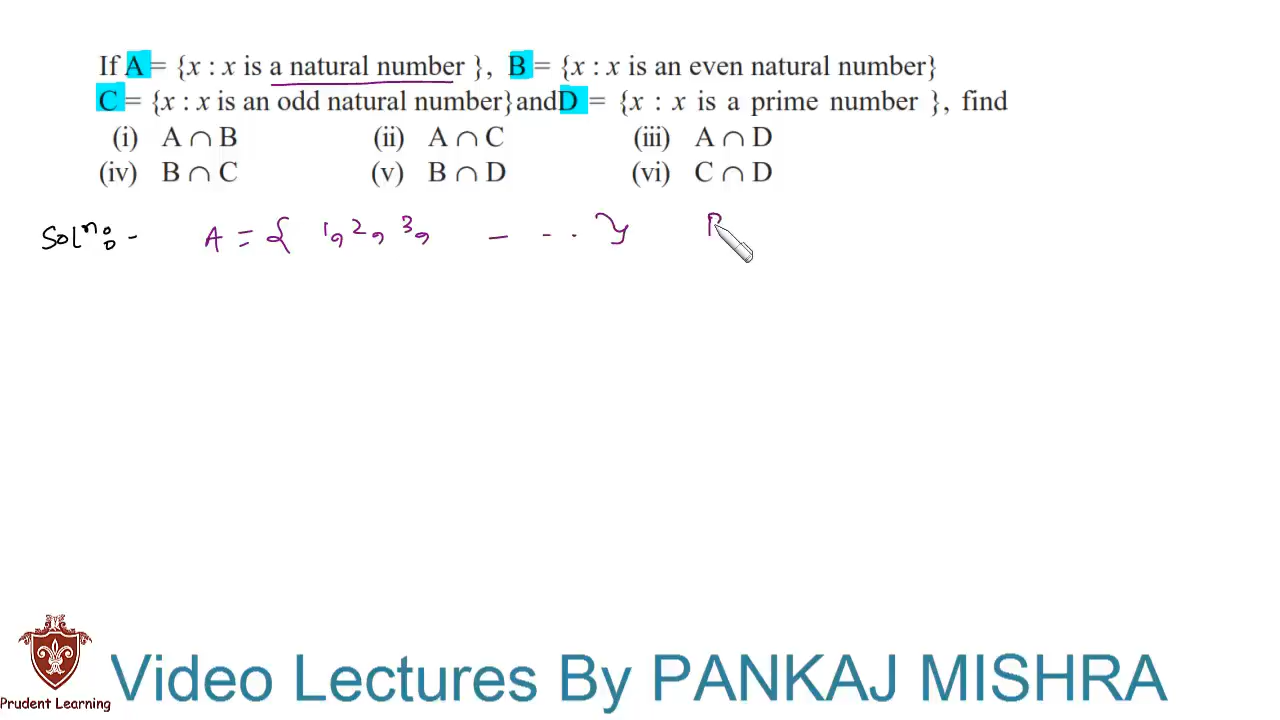 If A = {x : x is a natural number }, B = {x : x is an even natural number}
C = {x : x is an odd natural number}andD = {x : x is a prime number }, find
(i) A ∩ B (ii) A ∩ C (iii) A ∩ D
(iv) B ∩ C (v) B ∩ D (vi) C ∩ D
Solⁿ:- A = { 1, 2, 3, - - . . }
Video Lectures By PANKAJ MISHRA
Prudent Learning